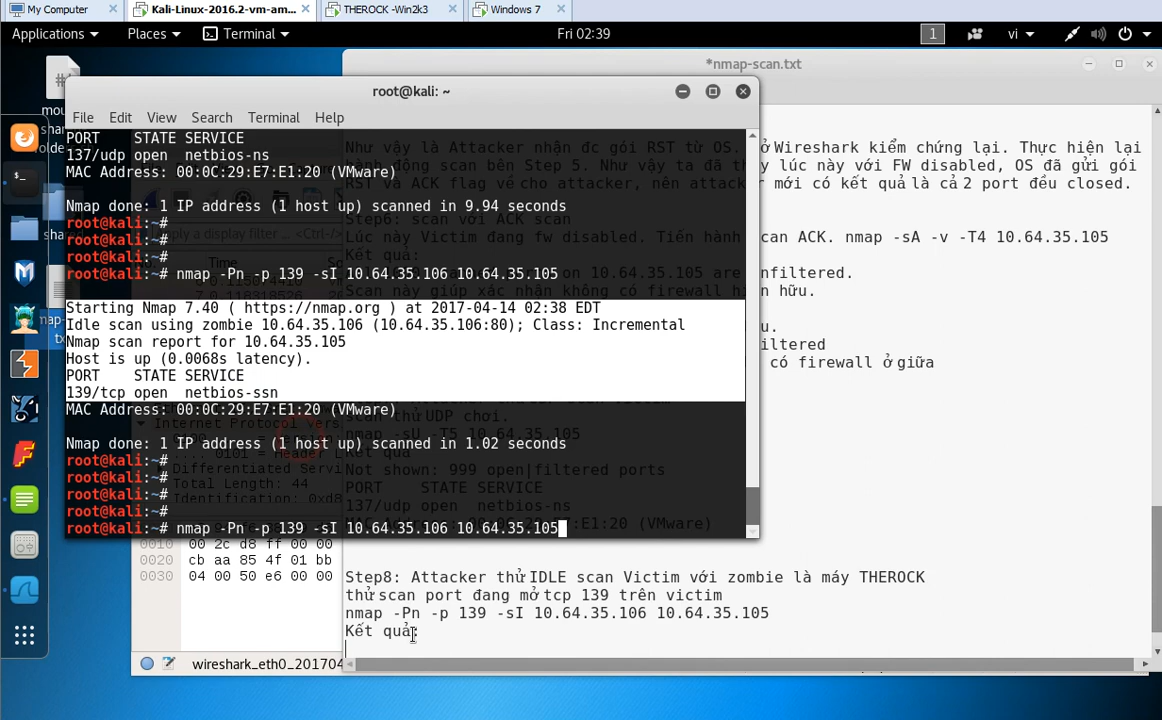 My Computer
Kali-Linux-2016.2-vm-am...
THEROCK -Win2k3
Windows 7
Applications
Places
Terminal
Fri 02:39
1
vi
*nmap-scan.txt
root@kali: ~
File Edit View Search Terminal Help
PORT STATE SERVICE
137/udp open netbios-ns
MAC Address: 00:0C:29:E7:E1:20 (VMware)
Nmap done: 1 IP address (1 host up) scanned in 9.94 seconds
root@kali:~#
root@kali:~#
root@kali:~#
root@kali:~# nmap -Pn -p 139 -sI 10.64.35.106 10.64.35.105
Starting Nmap 7.40 ( https://nmap.org ) at 2017-04-14 02:38 EDT
Idle scan using zombie 10.64.35.106 (10.64.35.106:80); Class: Incremental
Nmap scan report for 10.64.35.105
Host is up (0.0068s latency).
PORT STATE SERVICE
139/tcp open netbios-ssn
MAC Address: 00:0C:29:E7:E1:20 (VMware)
Nmap done: 1 IP address (1 host up) scanned in 1.02 seconds
root@kali:~#
root@kali:~#
root@kali:~#
root@kali:~#
root@kali:~# nmap -Pn -p 139 -sI 10.64.35.106 10.64.35.105
Như vậy là Attacker nhận đc gói RST từ OS.
ở Wireshark kiểm chứng lại. Thực hiện lại
hành động scan bên Step 5. Như vậy ta đã
lúc này với FW disabled, OS đã gửi gói
RST và ACK flag về cho attacker, nên
mới có kết quả là cả 2 port đều closed.
Step6: scan với ACK scan
Lúc này Victim đang fw disabled. Tiến hành
can ACK. nmap -sA -v -T4 10.64.35.109
Kết quả:
on 10.64.35.105 are
nfiltered.
Scan này giúp xác nhận không có firewall
n hữu.
u.
iltered
có firewall ở giữa
scan thử UDP chơi.
nmap -sU -T5 10.64.35.105
Kết quả
Not shown: 999 open|filtered ports
PORT STATE SERVICE
137/udp open netbios-ns
Step8: Attacker thử IDLE scan Victim với zombie là máy THEROCK
thử scan port đang mở tcp 139 trên victim
nmap -Pn -p 139 -sI 10.64.35.106 10.64.35.105
Kết quả:
Time
Internet Protocol
Differentiated Servi
Total Length: 44
Identification: 0xd8
0010 00 2c d8 ff 00 00
0020 cb aa 85 4f 01 bb
0030 04 00 50 e6 00 00
wireshark_eth0_201704